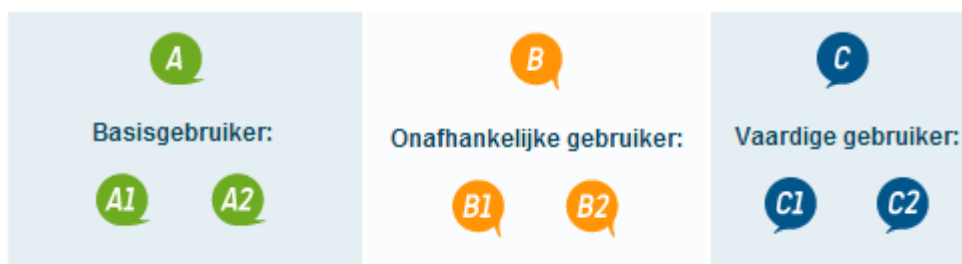 A
B
C
Basisgebruiker:
Onafhankelijke gebruiker:
Vaardige gebruiker:
A1 A2
B1 B2
C1 C2